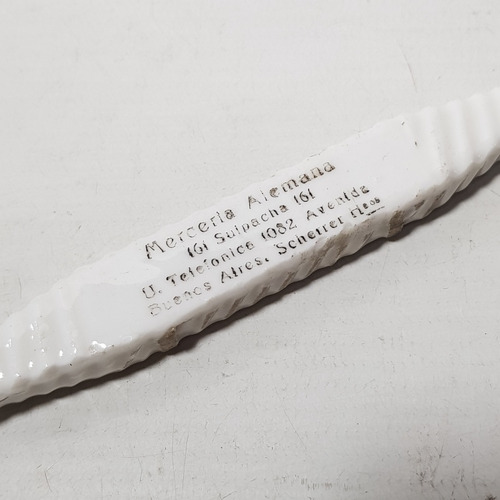 Merceria Alemana
161 Suipacha 161
U. Telefonica 1082 Avenida
Buenos Aires. Scherrer Hnos